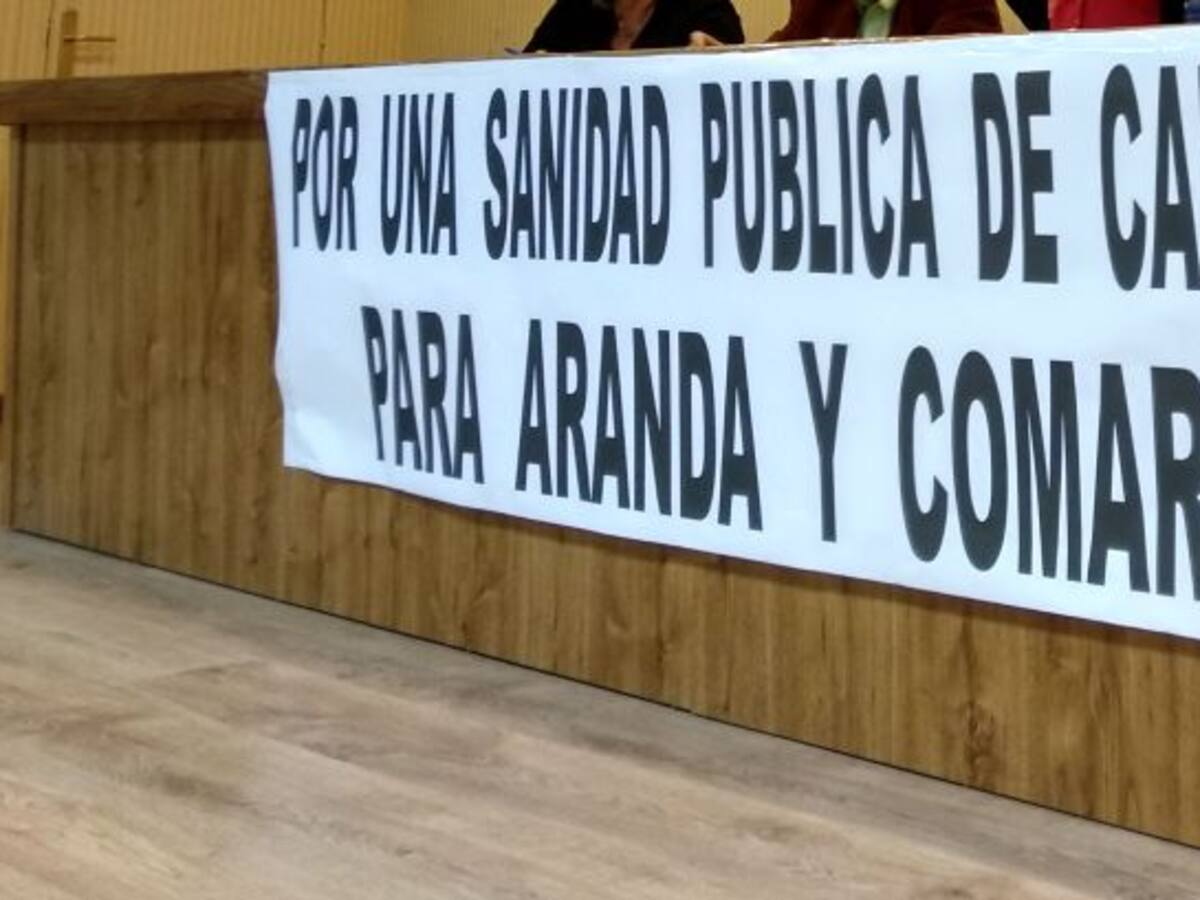 POR UNA SANIDAD PUBLICA DE CA
PARA ARANDA Y COMAR